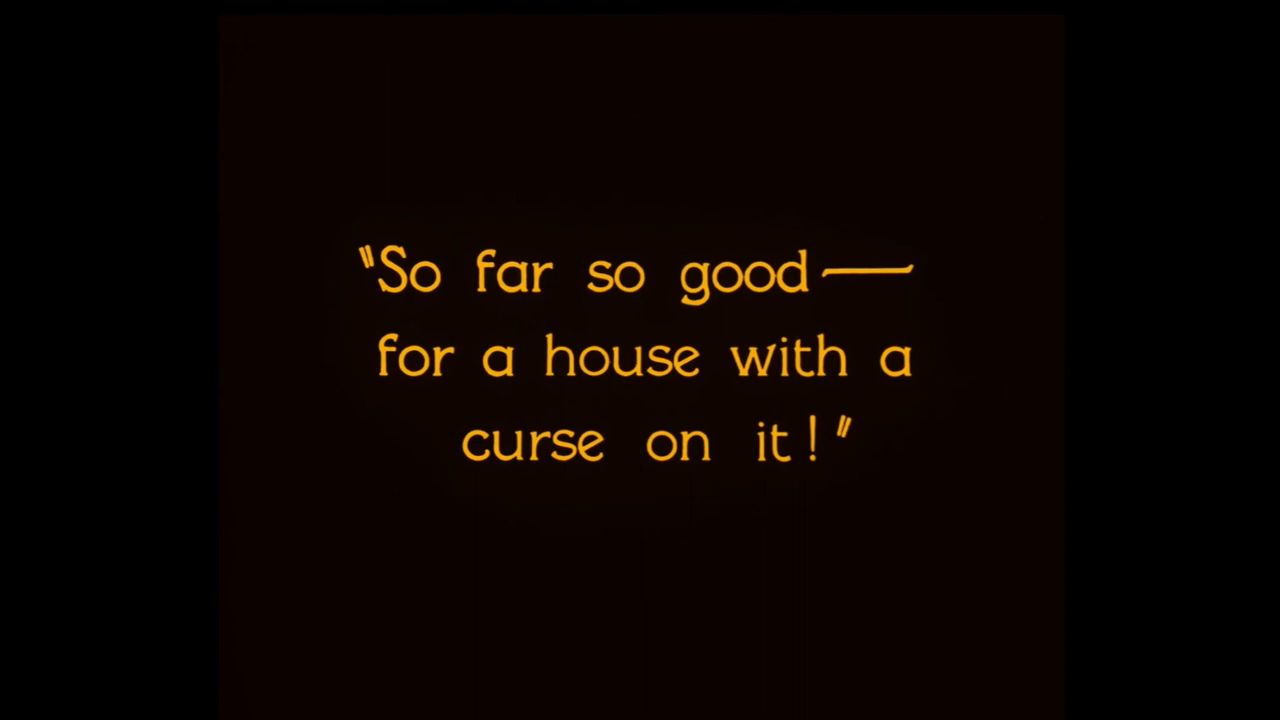 "So far so good—
for a house with a
curse on it!"